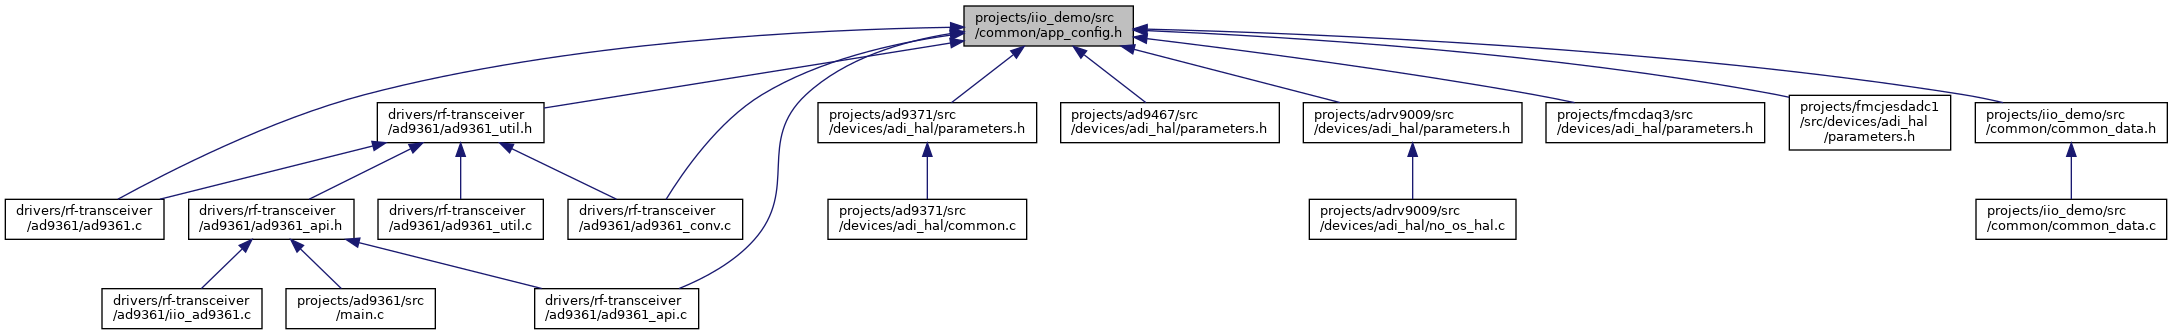 projects/iio_demo/src
/common/app_config.h
drivers/rf-transceiver
/ad9361/ad9361_util.h
projects/ad9371/src
/devices/adi_hal/parameters.h
projects/ad9467/src
/devices/adi_hal/parameters.h
projects/adrv9009/src
/devices/adi_hal/parameters.h
projects/fmcdaq3/src
/devices/adi_hal/parameters.h
projects/fmcjesdadc1
/src/devices/adi_hal
/parameters.h
projects/iio_demo/src
/common/common_data.h
drivers/rf-transceiver
/ad9361/ad9361.c
drivers/rf-transceiver
/ad9361/ad9361_api.h
drivers/rf-transceiver
/ad9361/ad9361_util.c
drivers/rf-transceiver
/ad9361/ad9361_conv.c
projects/ad9371/src
/devices/adi_hal/common.c
projects/adrv9009/src
/devices/adi_hal/no_os_hal.c
projects/iio_demo/src
/common/common_data.c
drivers/rf-transceiver
/ad9361/iio_ad9361.c
projects/ad9361/src
/main.c
drivers/rf-transceiver
/ad9361/ad9361_api.c